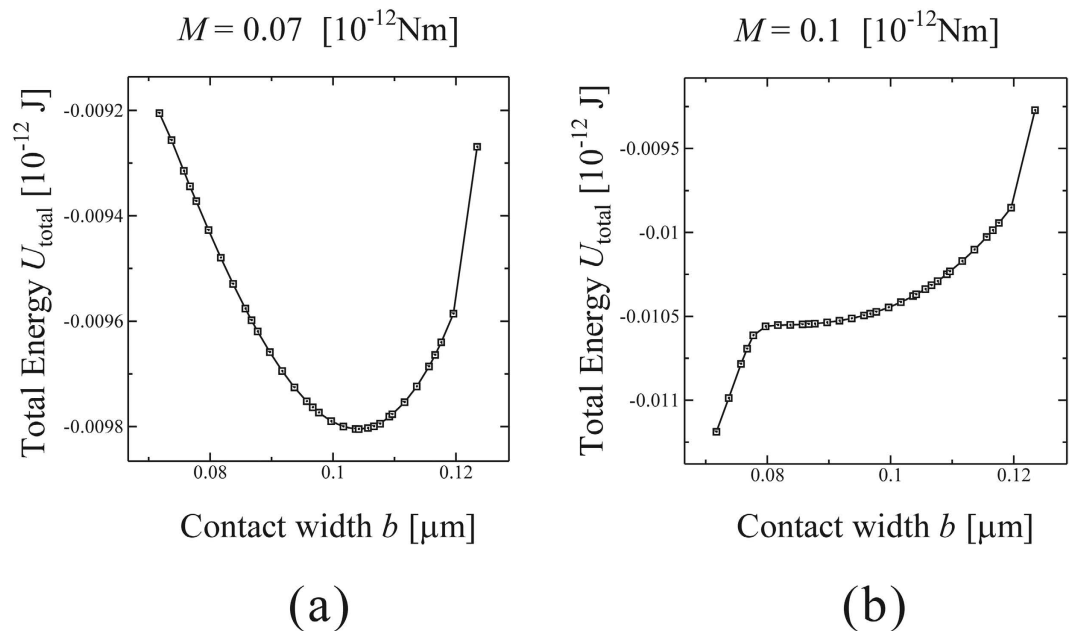 M = 0.07 [10⁻¹²Nm]
Total Energy U_total [10⁻¹² J]
-0.0092
-0.0094
-0.0096
-0.0098
0.08 0.1 0.12
Contact width b [μm]
(a)
M = 0.1 [10⁻¹²Nm]
Total Energy U_total [10⁻¹² J]
-0.0095
-0.01
-0.0105
-0.011
0.08 0.1 0.12
Contact width b [μm]
(b)